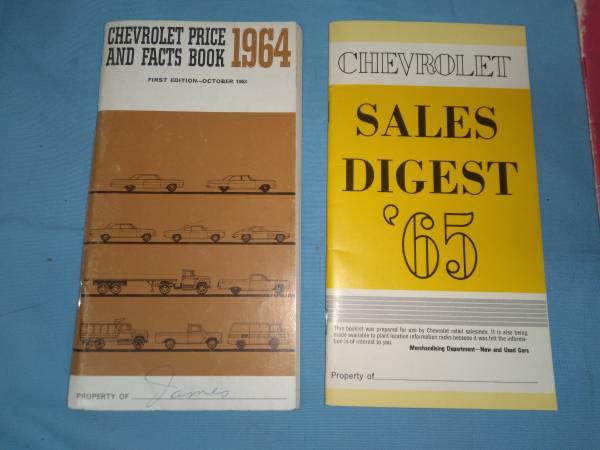 CHEVROLET PRICE
AND FACTS BOOK 1964
FIRST EDITION—OCTOBER 1963
PROPERTY OF James
CHEVROLET
SALES
DIGEST
'65
This booklet was prepared for use by Chevrolet retail salesmen. It is also being
made available to plant location information racks because it was felt the informa-
tion is of interest to you.
Merchandising Department—New and Used Cars
Property of